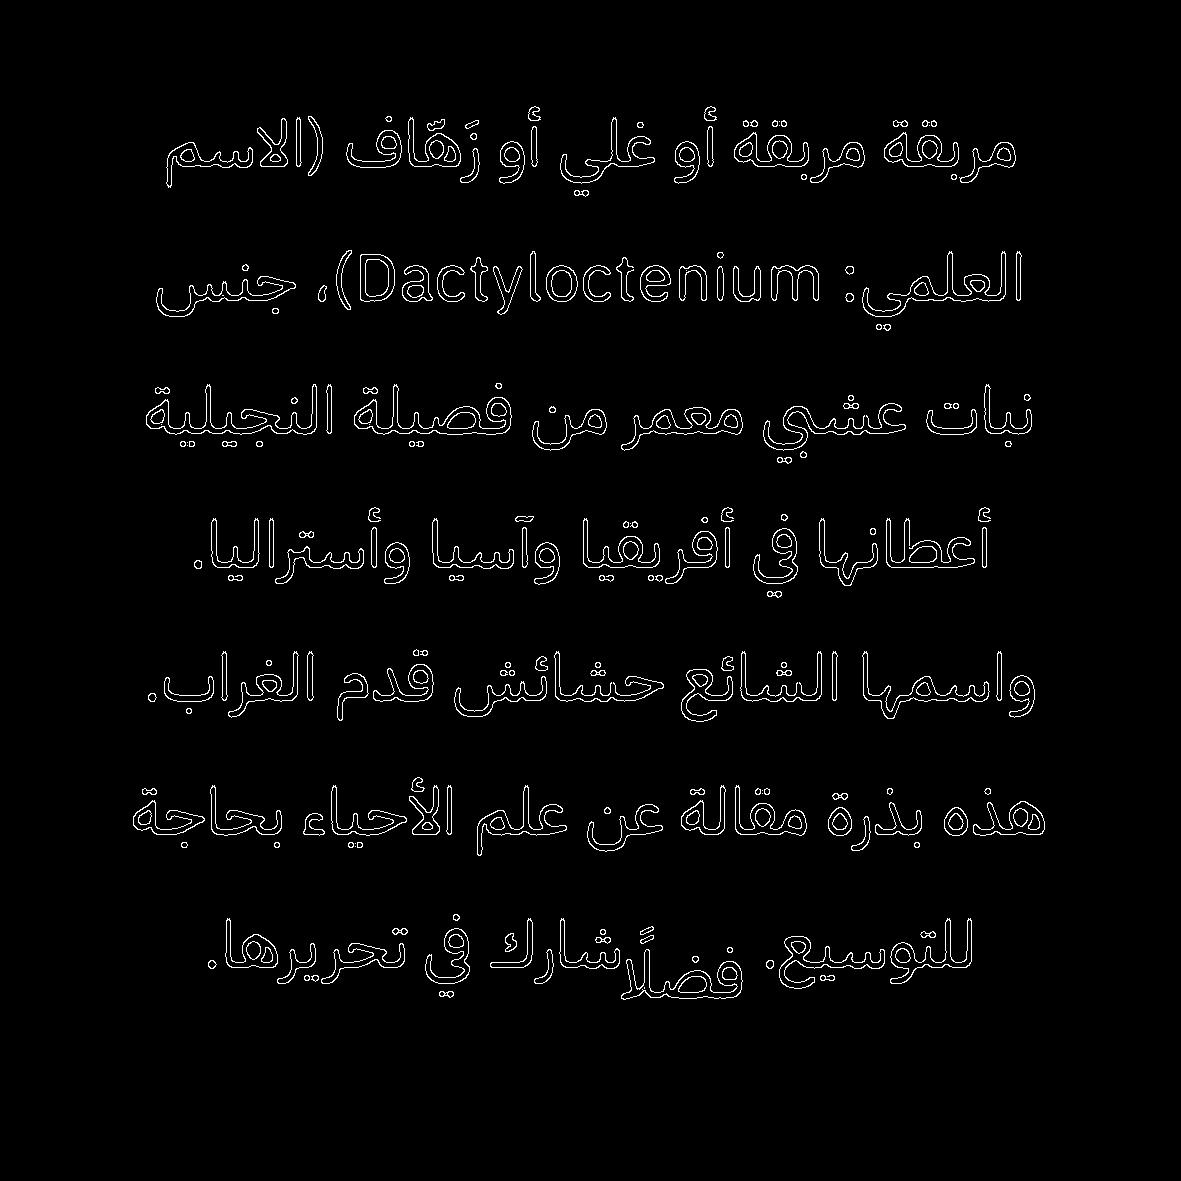 مربقة مربقة أو غلي أو زَهّاف (الاسم
العلمي: Dactyloctenium)، جنس
نبات عشبي معمر من فصيلة النجيلية
أعطانها في أفريقيا وآسيا وأستراليا.
واسمها الشائع حشائش قدم الغراب.
هذه بذرة مقالة عن علم الأحياء بحاجة
للتوسيع. فضلًا شارك في تحريرها.